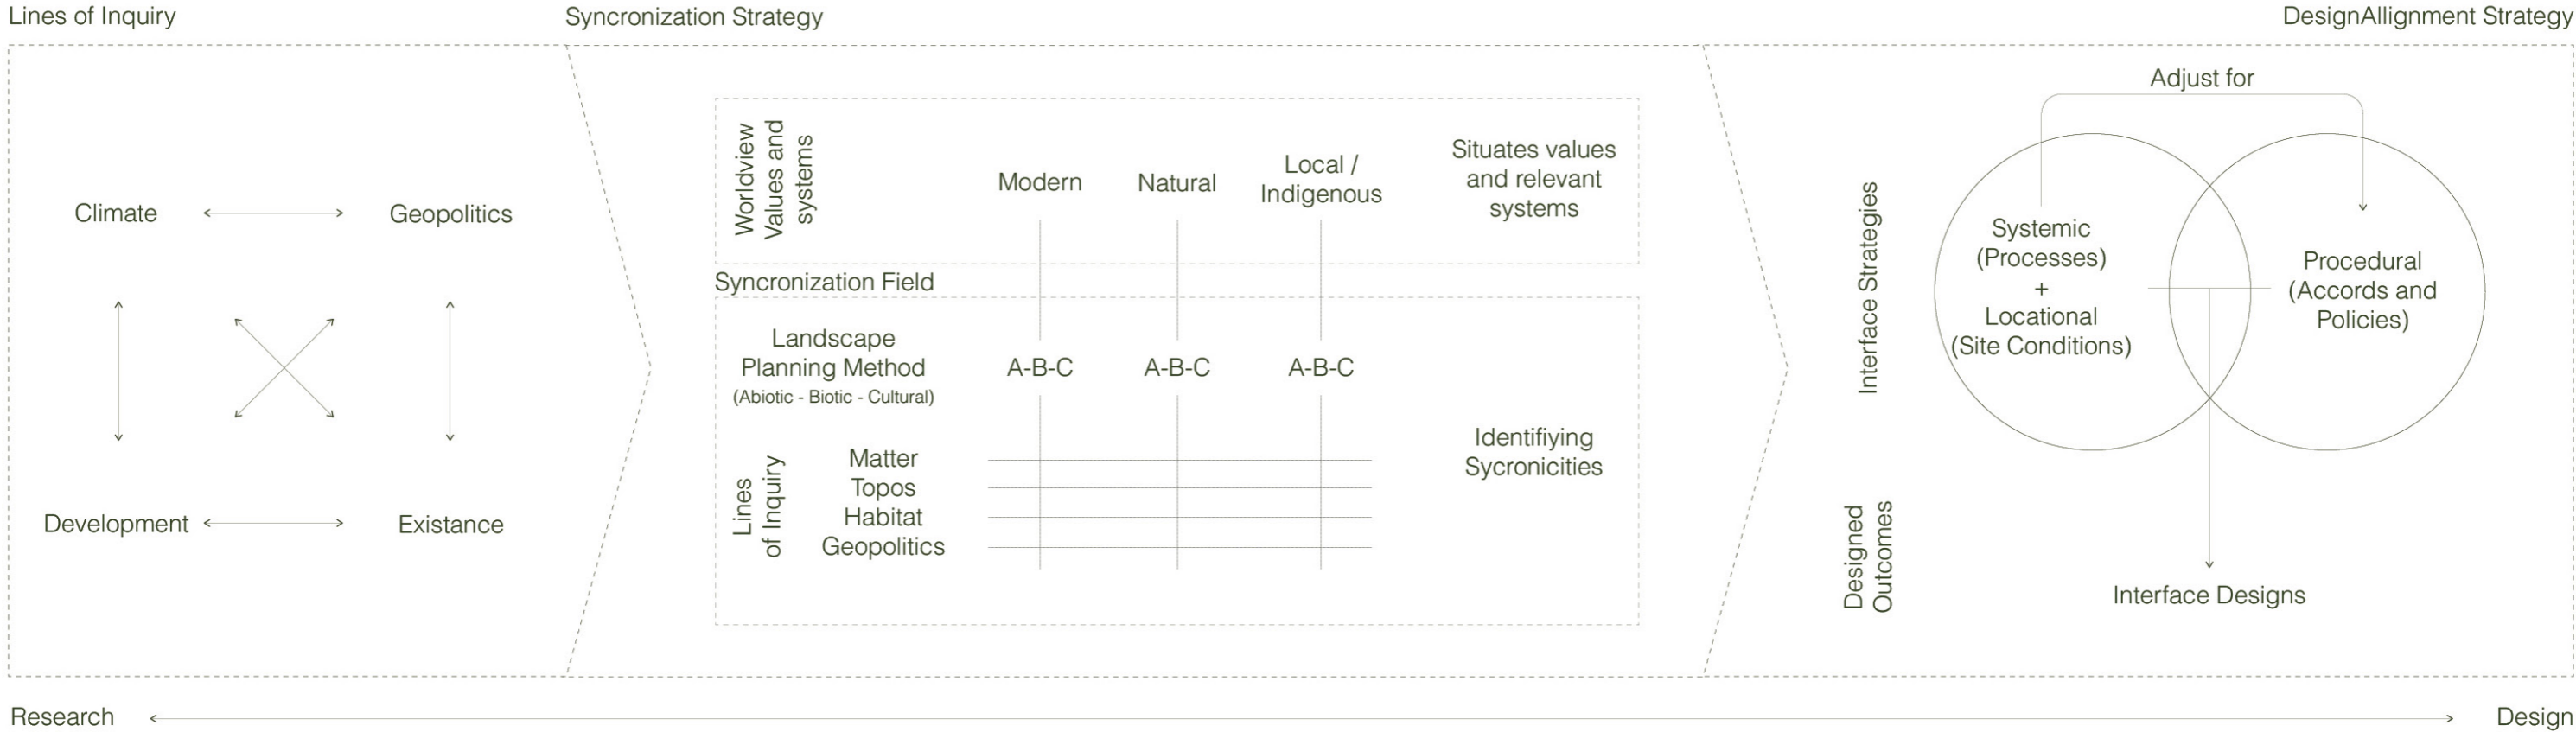 Lines of Inquiry
Syncronization Strategy
DesignAllignment Strategy
Climate
Geopolitics
Development
Existance
Worldview
Values and
systems
Modern
Natural
Local /
Indigenous
Situates values
and relevant
systems
Syncronization Field
Landscape
Planning Method
(Abiotic - Biotic - Cultural)
A-B-C
A-B-C
A-B-C
Lines
of Inquiry
Matter
Topos
Habitat
Geopolitics
Identifiying
Sycronicities
Interface Strategies
Adjust for
Systemic
(Processes)
+
Locational
(Site Conditions)
Procedural
(Accords and
Policies)
Designed
Outcomes
Interface Designs
Research
Design